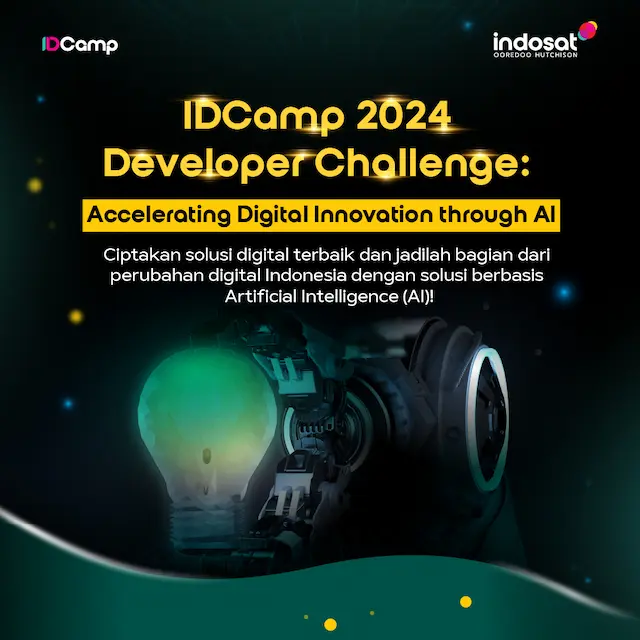 IDCamp
indosat
OOREDOO HUTCHISON
IDCamp 2024
Developer Challenge:
Accelerating Digital Innovation through AI
Ciptakan solusi digital terbaik dan jadilah bagian dari
perubahan digital Indonesia dengan solusi berbasis
Artificial Intelligence (AI)!